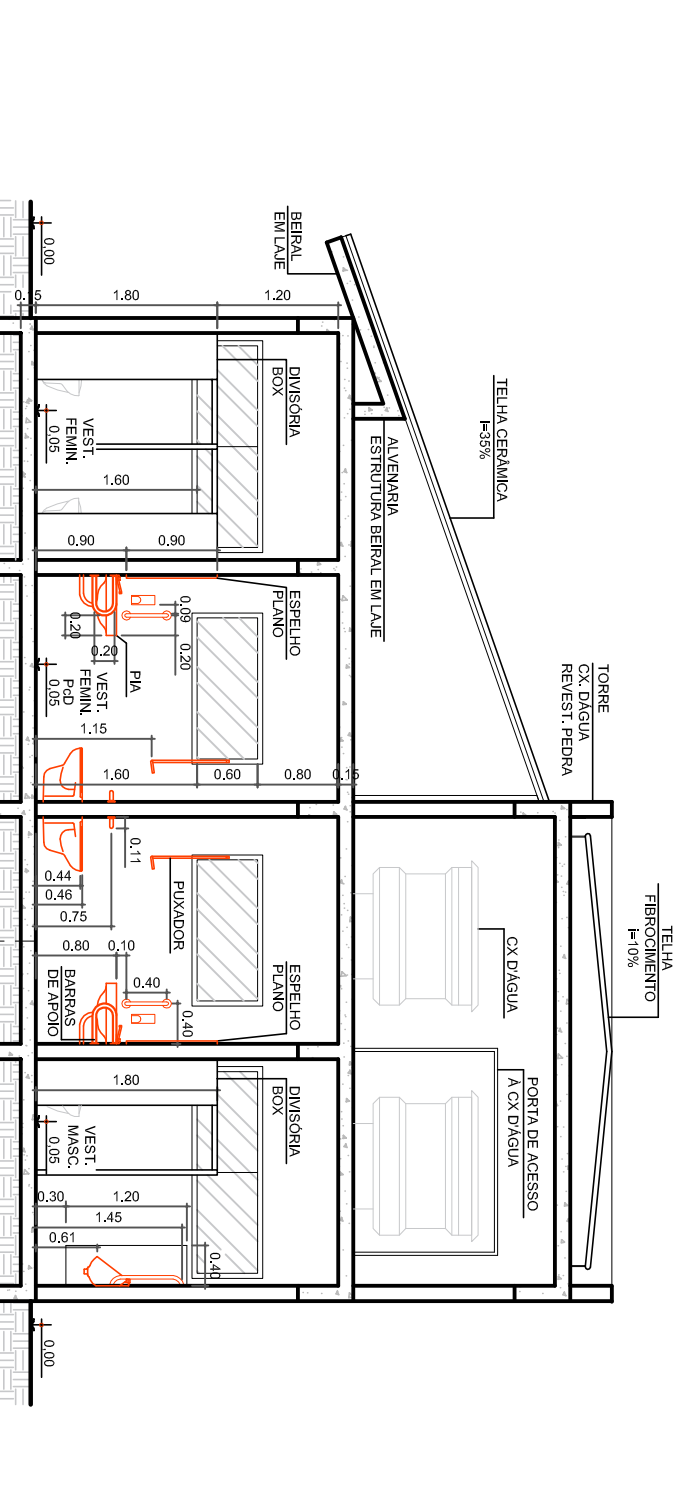 TORRE
CX. DÁGUA
REVEST. PEDRA
TELHA
FIBROCIMENTO
i=10%
TELHA CERÂMICA
I=35%
BEIRAL
EM LAJE
ALVENARIA
ESTRUTURA BEIRAL EM LAJE
CX D'ÁGUA
PORTA DE ACESSO
À CX D'ÁGUA
0.15
1.80
1.20
0,00
DIVISÓRIA
BOX
VEST.
FEMIN.
0,05
1.60
0.90
0.90
ESPELHO
PLANO
0.09
0.20
0.20
0.20
PIA
VEST.
FEMIN.
PcD
0,05
1.15
1.60
0.60
0.80
0.15
0.11
PUXADOR
0.44
0.46
0.75
0.80
0.10
0.40
0.40
ESPELHO
PLANO
BARRAS
DE APOIO
DIVISÓRIA
BOX
1.80
VEST.
MASC.
0,05
0.30
1.20
1.45
0.61
0.40
0,00